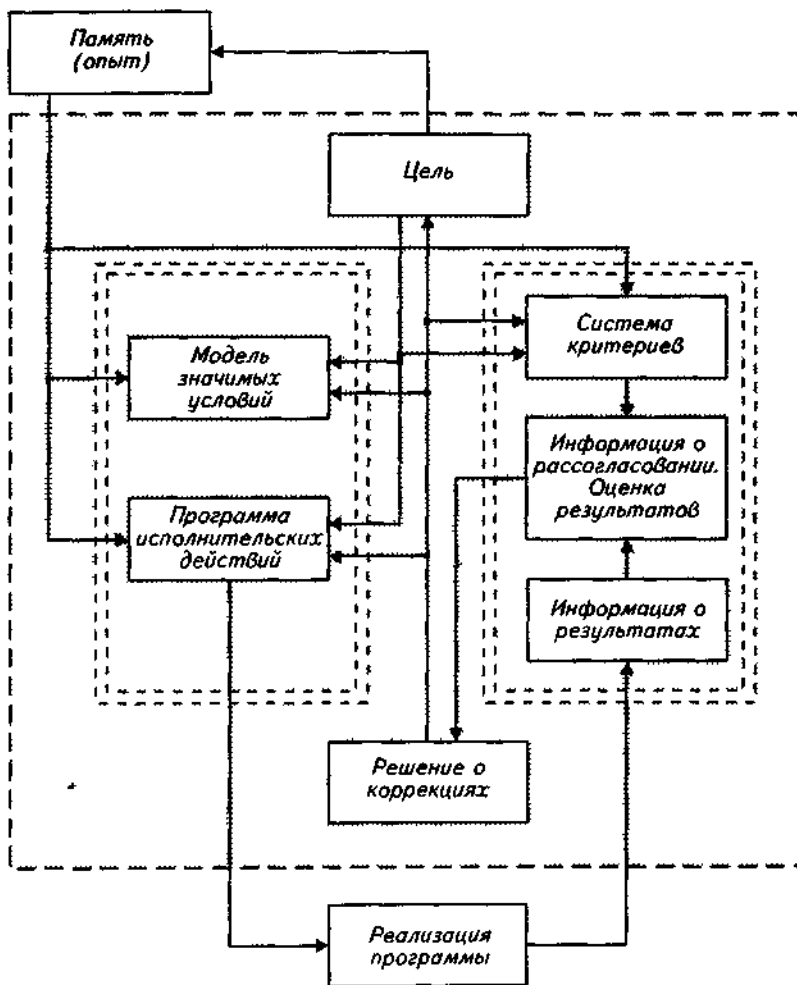 Память
(опыт)
Цель
Модель
значимых
условий
Система
критериев
Программа
исполнительских
действий
Информация о
рассогласовании.
Оценка
результатов
Информация о
результатах
Решение о
коррекциях
Реализация
программы